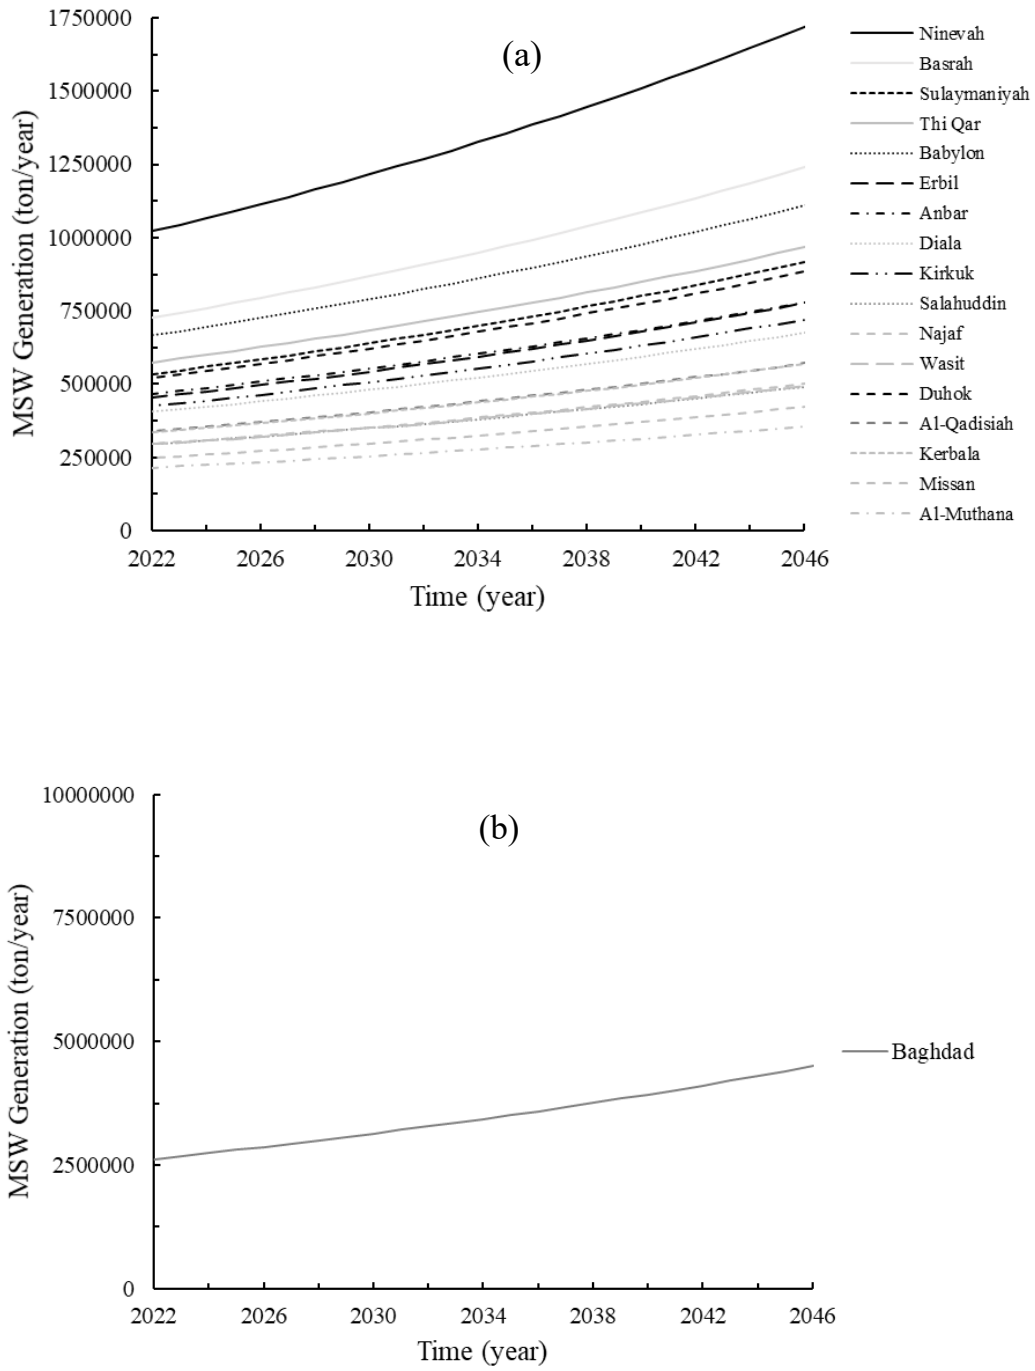 (a)
MSW Generation (ton/year)
1750000
1500000
1250000
1000000
750000
500000
250000
0
2022 2026 2030 2034 2038 2042 2046
Time (year)
Ninevah
Basrah
Sulaymaniyah
Thi Qar
Babylon
Erbil
Anbar
Diala
Kirkuk
Salahuddin
Najaf
Wasit
Duhok
Al-Qadisiah
Kerbala
Missan
Al-Muthana
(b)
MSW Generation (ton/year)
10000000
7500000
5000000
2500000
0
2022 2026 2030 2034 2038 2042 2046
Time (year)
Baghdad